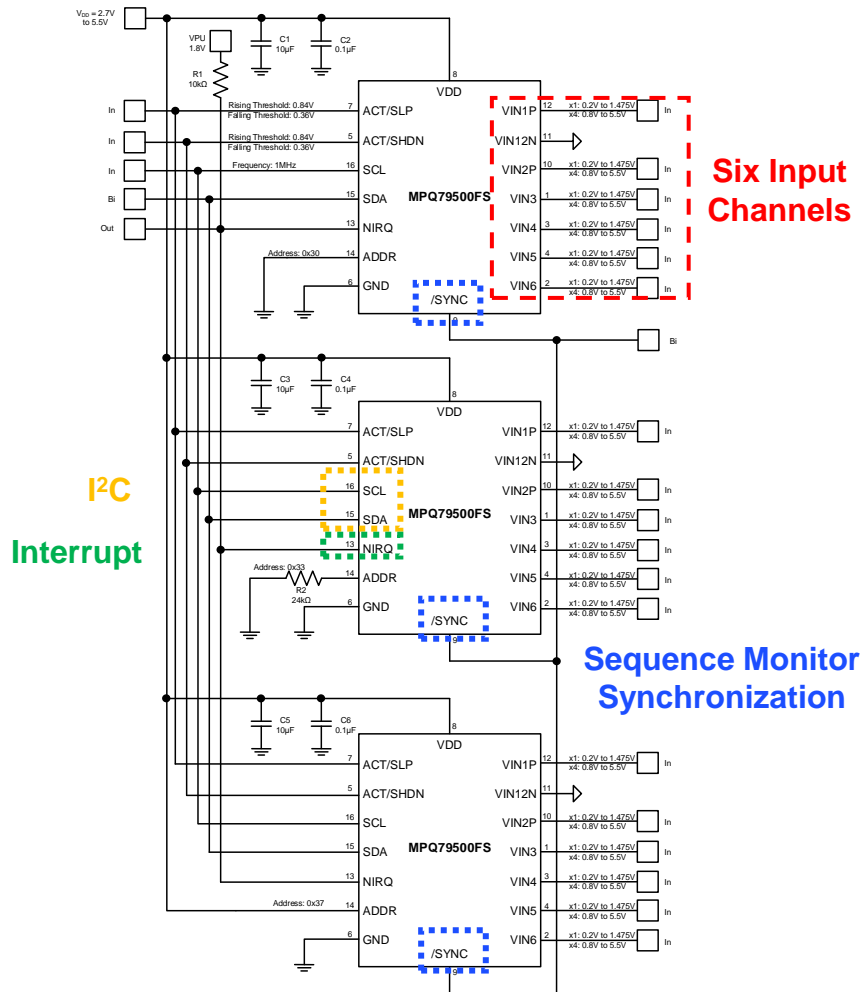 V_DD = 2.7V
to 5.5V
VPU
1.8V
R1
10kΩ
C1
10µF
C2
0.1µF
8
VDD
In
Rising Threshold: 0.84V
Falling Threshold: 0.36V
7
ACT/SLP
In
Rising Threshold: 0.84V
Falling Threshold: 0.36V
5
ACT/SHDN
In
Frequency: 1MHz
16
SCL
Bi
15
SDA
Out
13
NIRQ
Address: 0x30
14
ADDR
6
GND
MPQ79500FS
/SYNC
9
VIN1P
12
x1: 0.2V to 1.475V
x4: 0.8V to 5.5V
In
VIN12N
11
VIN2P
10
x1: 0.2V to 1.475V
x4: 0.8V to 5.5V
In
VIN3
1
x1: 0.2V to 1.475V
x4: 0.8V to 5.5V
In
VIN4
3
x1: 0.2V to 1.475V
x4: 0.8V to 5.5V
In
VIN5
4
x1: 0.2V to 1.475V
x4: 0.8V to 5.5V
In
VIN6
2
x1: 0.2V to 1.475V
x4: 0.8V to 5.5V
In
Six Input
Channels
Bi
C3
10µF
C4
0.1µF
8
VDD
7
ACT/SLP
5
ACT/SHDN
I²C
16
SCL
15
SDA
Interrupt
13
NIRQ
Address: 0x33
R2
24kΩ
14
ADDR
6
GND
MPQ79500FS
/SYNC
9
VIN1P
12
x1: 0.2V to 1.475V
x4: 0.8V to 5.5V
In
VIN12N
11
VIN2P
10
x1: 0.2V to 1.475V
x4: 0.8V to 5.5V
In
VIN3
1
x1: 0.2V to 1.475V
x4: 0.8V to 5.5V
In
VIN4
3
x1: 0.2V to 1.475V
x4: 0.8V to 5.5V
In
VIN5
4
x1: 0.2V to 1.475V
x4: 0.8V to 5.5V
In
VIN6
2
x1: 0.2V to 1.475V
x4: 0.8V to 5.5V
In
Sequence Monitor
Synchronization
C5
10µF
C6
0.1µF
8
VDD
7
ACT/SLP
5
ACT/SHDN
16
SCL
15
SDA
13
NIRQ
Address: 0x37
14
ADDR
6
GND
MPQ79500FS
/SYNC
9
VIN1P
12
x1: 0.2V to 1.475V
x4: 0.8V to 5.5V
In
VIN12N
11
VIN2P
10
x1: 0.2V to 1.475V
x4: 0.8V to 5.5V
In
VIN3
1
x1: 0.2V to 1.475V
x4: 0.8V to 5.5V
In
VIN4
3
x1: 0.2V to 1.475V
x4: 0.8V to 5.5V
In
VIN5
4
x1: 0.2V to 1.475V
x4: 0.8V to 5.5V
In
VIN6
2
x1: 0.2V to 1.475V
x4: 0.8V to 5.5V
In